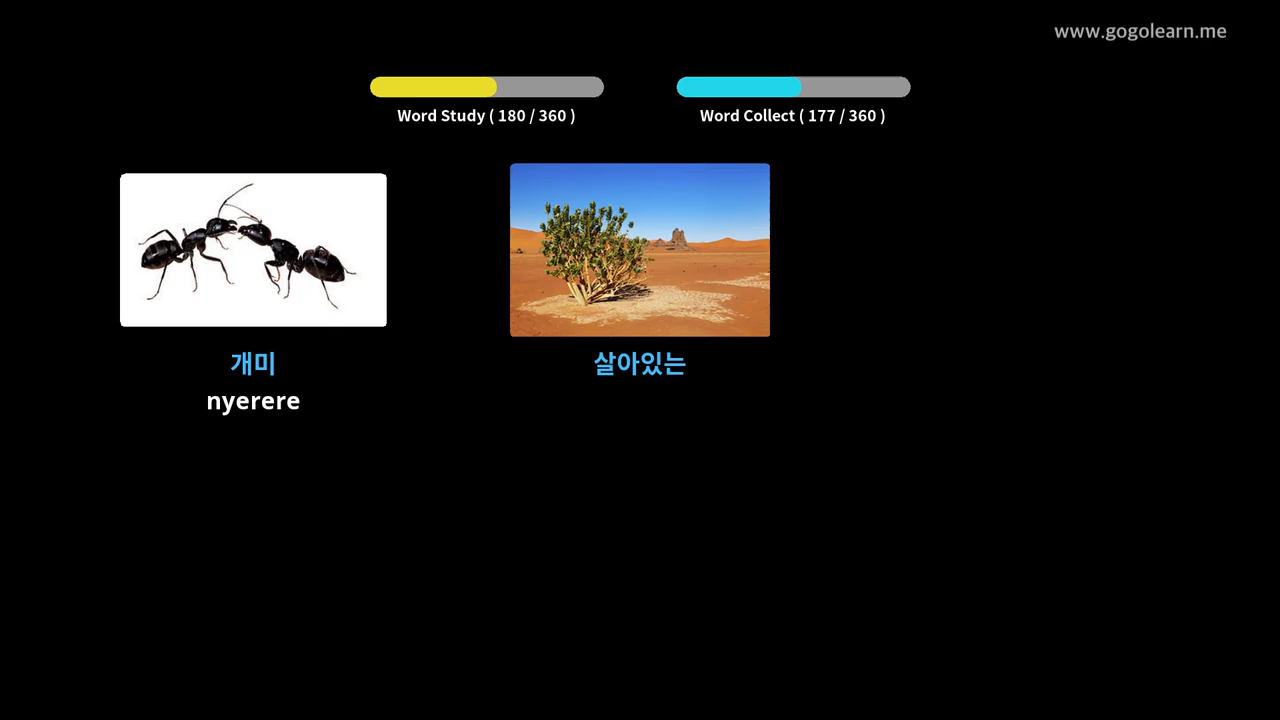 www.gogolearn.me
Word Study ( 180 / 360 )
Word Collect ( 177 / 360 )
개미
nyerere
살아있는